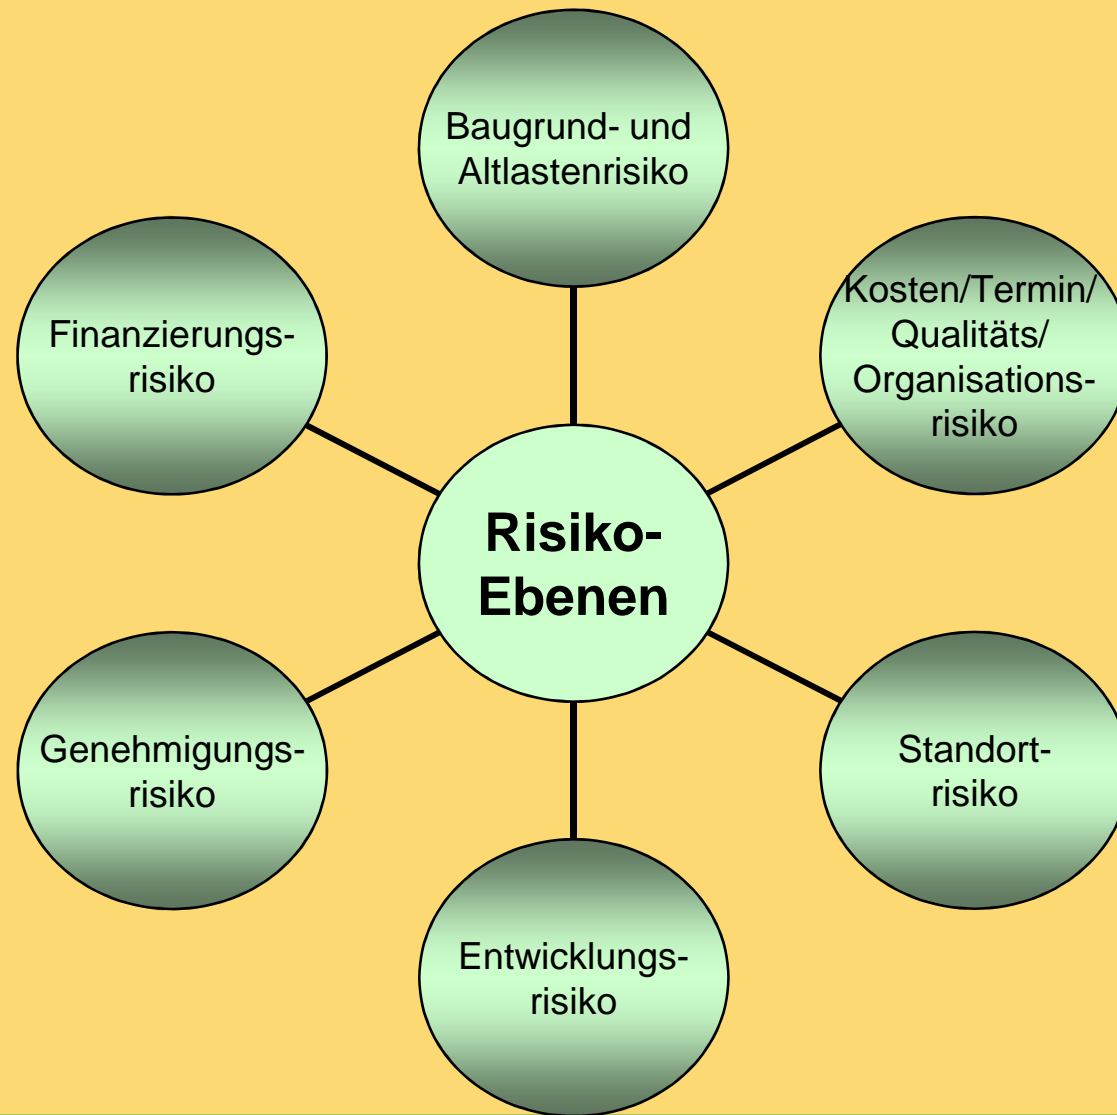 Baugrund- und
Altlastenrisiko
Finanzierungs-
risiko
Kosten/Termin/
Qualitäts/
Organisations-
risiko
Risiko-
Ebenen
Genehmigungs-
risiko
Standort-
risiko
Entwicklungs-
risiko